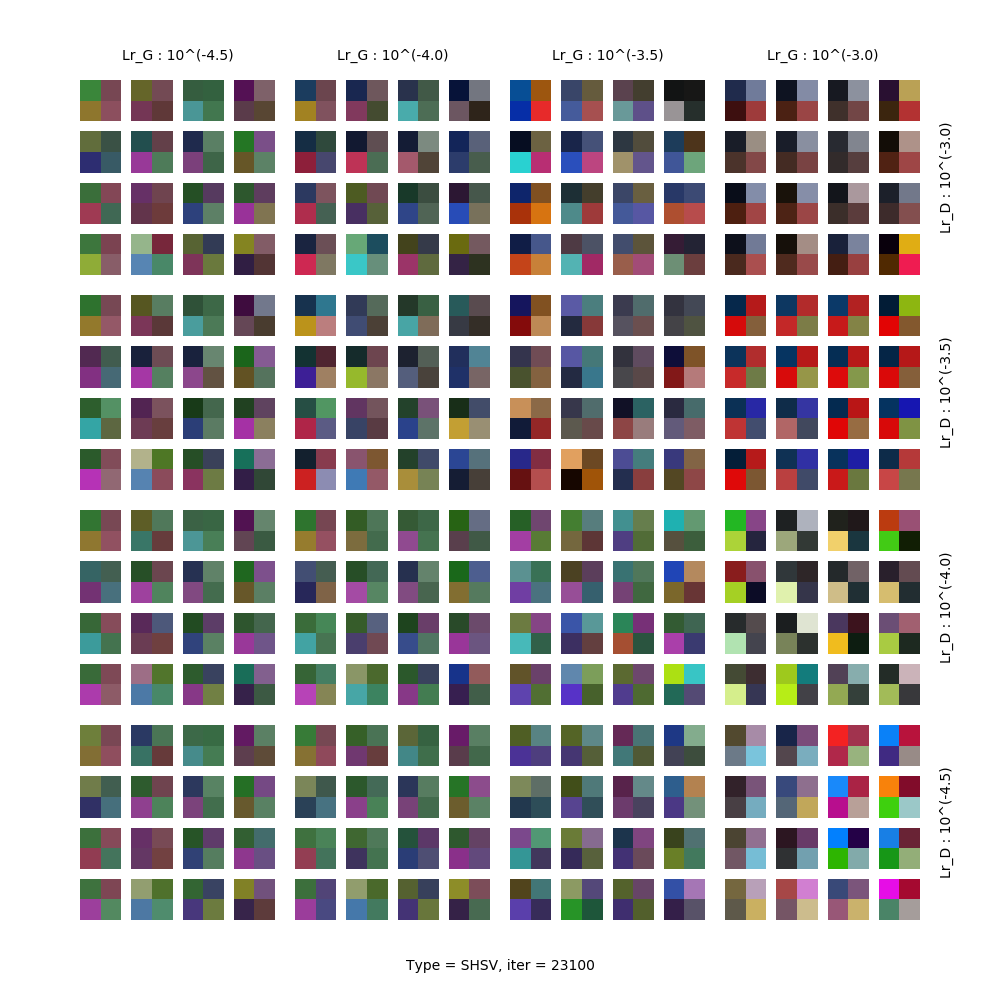 Lr_G : 10^(-4.5)
Lr_G : 10^(-4.0)
Lr_G : 10^(-3.5)
Lr_G : 10^(-3.0)
Lr_D : 10^(-3.0)
Lr_D : 10^(-3.5)
Lr_D : 10^(-4.0)
Lr_D : 10^(-4.5)
Type = SHSV, iter = 23100